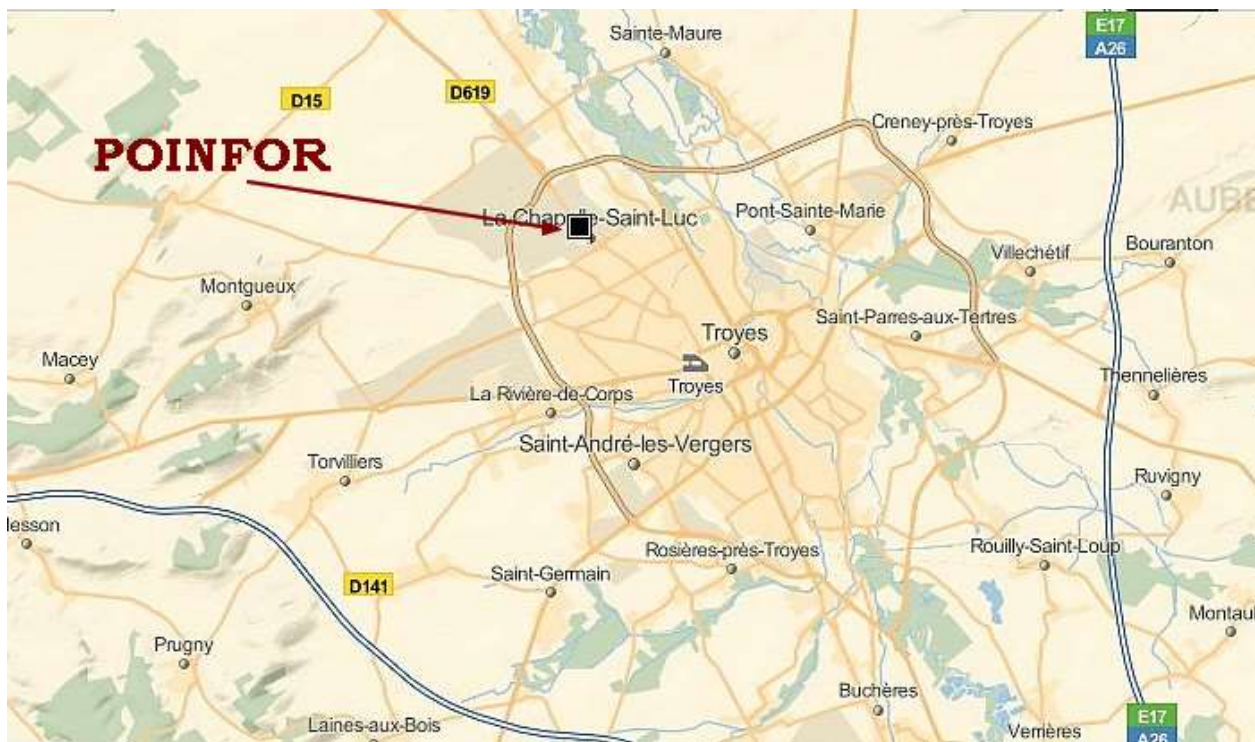 E17
A26
Sainte-Maure
D15
D619
Creney-près-Troyes
POINFOR
AUBE
La Chapelle-Saint-Luc
Pont-Sainte-Marie
Villechétif
Bouranton
Montgueux
Saint-Parres-aux-Tertres
Troyes
Macey
Troyes
Thennelières
La Rivière-de-Corps
Saint-André-les-Vergers
Torvilliers
Ruvigny
lesson
Rosières-près-Troyes
Rouilly-Saint-Loup
Saint-Germain
D141
Montaul
Prugny
Buchères
E17
Laines-aux-Bois
Verrières
A26